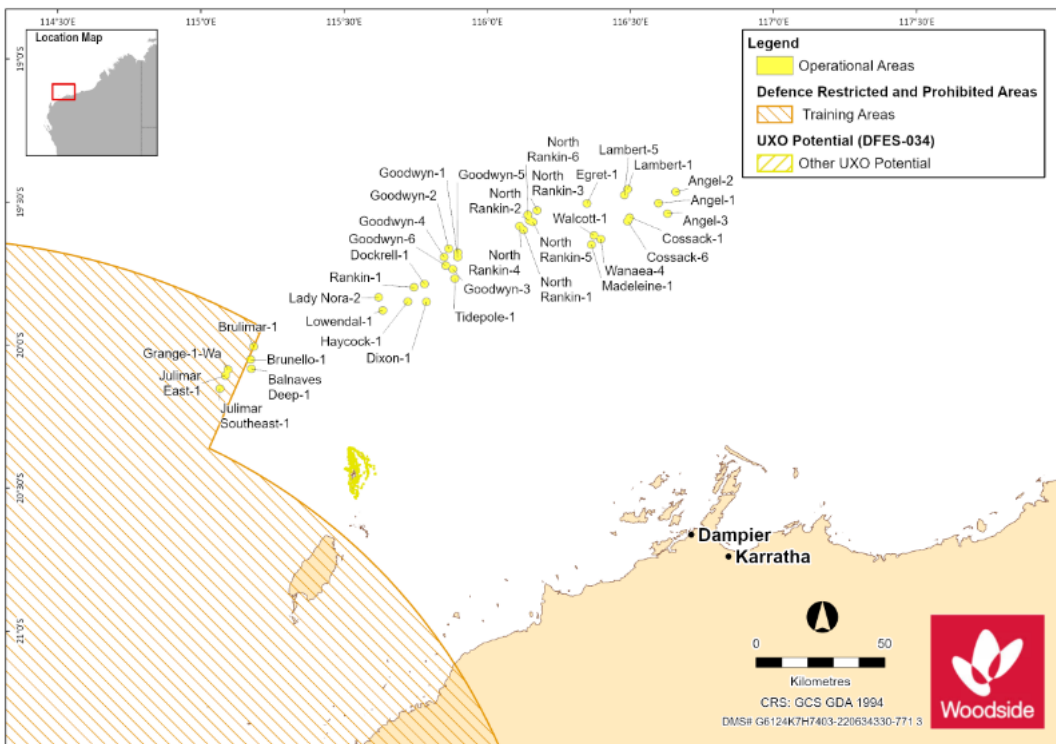 114°30'E
115°0'E
115°30'E
116°0'E
116°30'E
117°0'E
117°30'E
Location Map
19°0'S
19°30'S
20°0'S
20°30'S
21°0'S
Legend
Operational Areas
Defence Restricted and Prohibited Areas
Training Areas
UXO Potential (DFES-034)
Other UXO Potential
North
Rankin-6
Lambert-5
Lambert-1
Goodwyn-1
Goodwyn-5
North
Rankin-3
Egret-1
Angel-2
Goodwyn-2
North
Rankin-2
Angel-1
Goodwyn-4
Walcott-1
Angel-3
Goodwyn-6
Cossack-1
Dockrell-1
North
Rankin-5
Cossack-6
North
Rankin-4
Wanaea-4
Rankin-1
Goodwyn-3
North
Rankin-1
Madeleine-1
Lady Nora-2
Lowendal-1
Tidepole-1
Haycock-1
Dixon-1
Brulimar-1
Grange-1-Wa
Brunello-1
Julimar
East-1
Balnaves
Deep-1
Julimar
Southeast-1
Dampier
Karratha
0
50
Kilometres
CRS: GCS GDA 1994
DMS# G6124K7H7403-220634330-771 3
Woodside